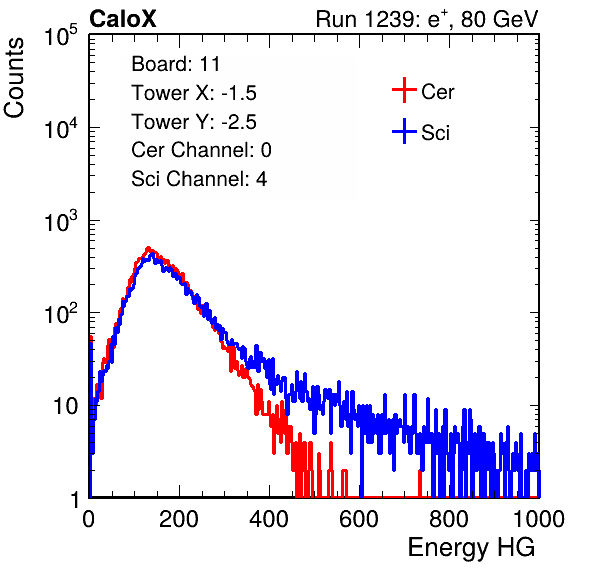 CaloX Run 1239: e⁺, 80 GeV
Counts
Board: 11
Tower X: -1.5
Tower Y: -2.5
Cer Channel: 0
Sci Channel: 4
Cer
Sci
10⁵
10⁴
10³
10²
10
1
0 200 400 600 800 1000
Energy HG